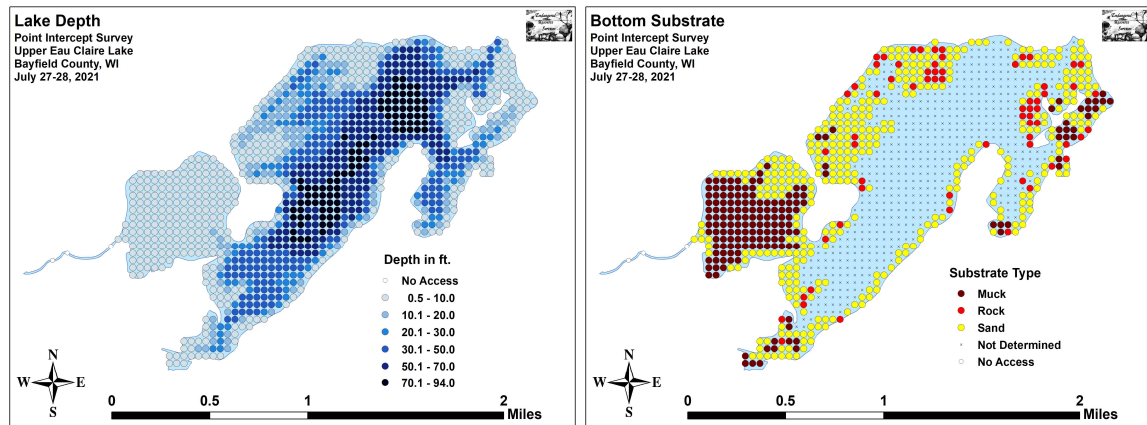 Lake Depth
Point Intercept Survey
Upper Eau Claire Lake
Bayfield County, WI
July 27-28, 2021
Depth in ft.
No Access
0.5 - 10.0
10.1 - 20.0
20.1 - 30.0
30.1 - 50.0
50.1 - 70.0
70.1 - 94.0
N
W E
S
0 0.5 1 2
Miles
Bottom Substrate
Point Intercept Survey
Upper Eau Claire Lake
Bayfield County, WI
July 27-28, 2021
Substrate Type
Muck
Rock
Sand
Not Determined
No Access
N
W E
S
0 0.5 1 2
Miles